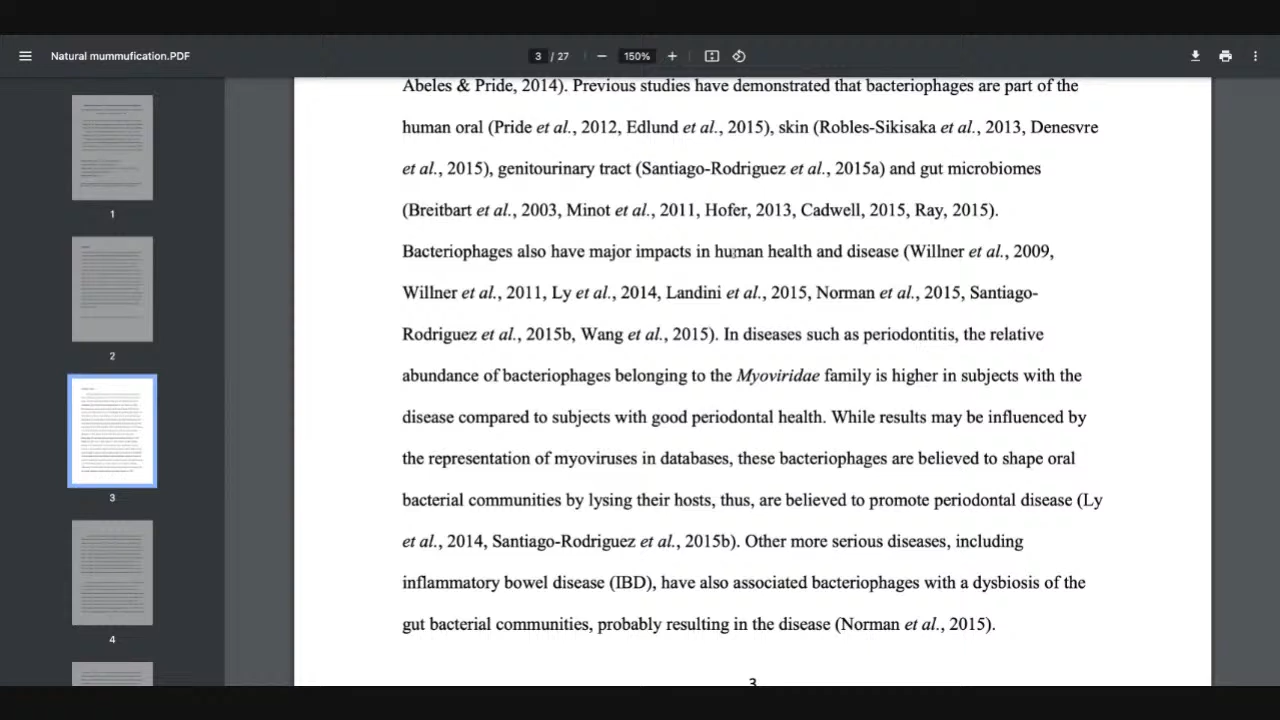 Natural mummufication.PDF
3 / 27
150%
1
2
3
4
Abeles & Pride, 2014). Previous studies have demonstrated that bacteriophages are part of the
human oral (Pride et al., 2012, Edlund et al., 2015), skin (Robles-Sikisaka et al., 2013, Denesvre
et al., 2015), genitourinary tract (Santiago-Rodriguez et al., 2015a) and gut microbiomes
(Breitbart et al., 2003, Minot et al., 2011, Hofer, 2013, Cadwell, 2015, Ray, 2015).
Bacteriophages also have major impacts in human health and disease (Willner et al., 2009,
Willner et al., 2011, Ly et al., 2014, Landini et al., 2015, Norman et al., 2015, Santiago-
Rodriguez et al., 2015b, Wang et al., 2015). In diseases such as periodontitis, the relative
abundance of bacteriophages belonging to the Myoviridae family is higher in subjects with the
disease compared to subjects with good periodontal health. While results may be influenced by
the representation of myoviruses in databases, these bacteriophages are believed to shape oral
bacterial communities by lysing their hosts, thus, are believed to promote periodontal disease (Ly
et al., 2014, Santiago-Rodriguez et al., 2015b). Other more serious diseases, including
inflammatory bowel disease (IBD), have also associated bacteriophages with a dysbiosis of the
gut bacterial communities, probably resulting in the disease (Norman et al., 2015).
3